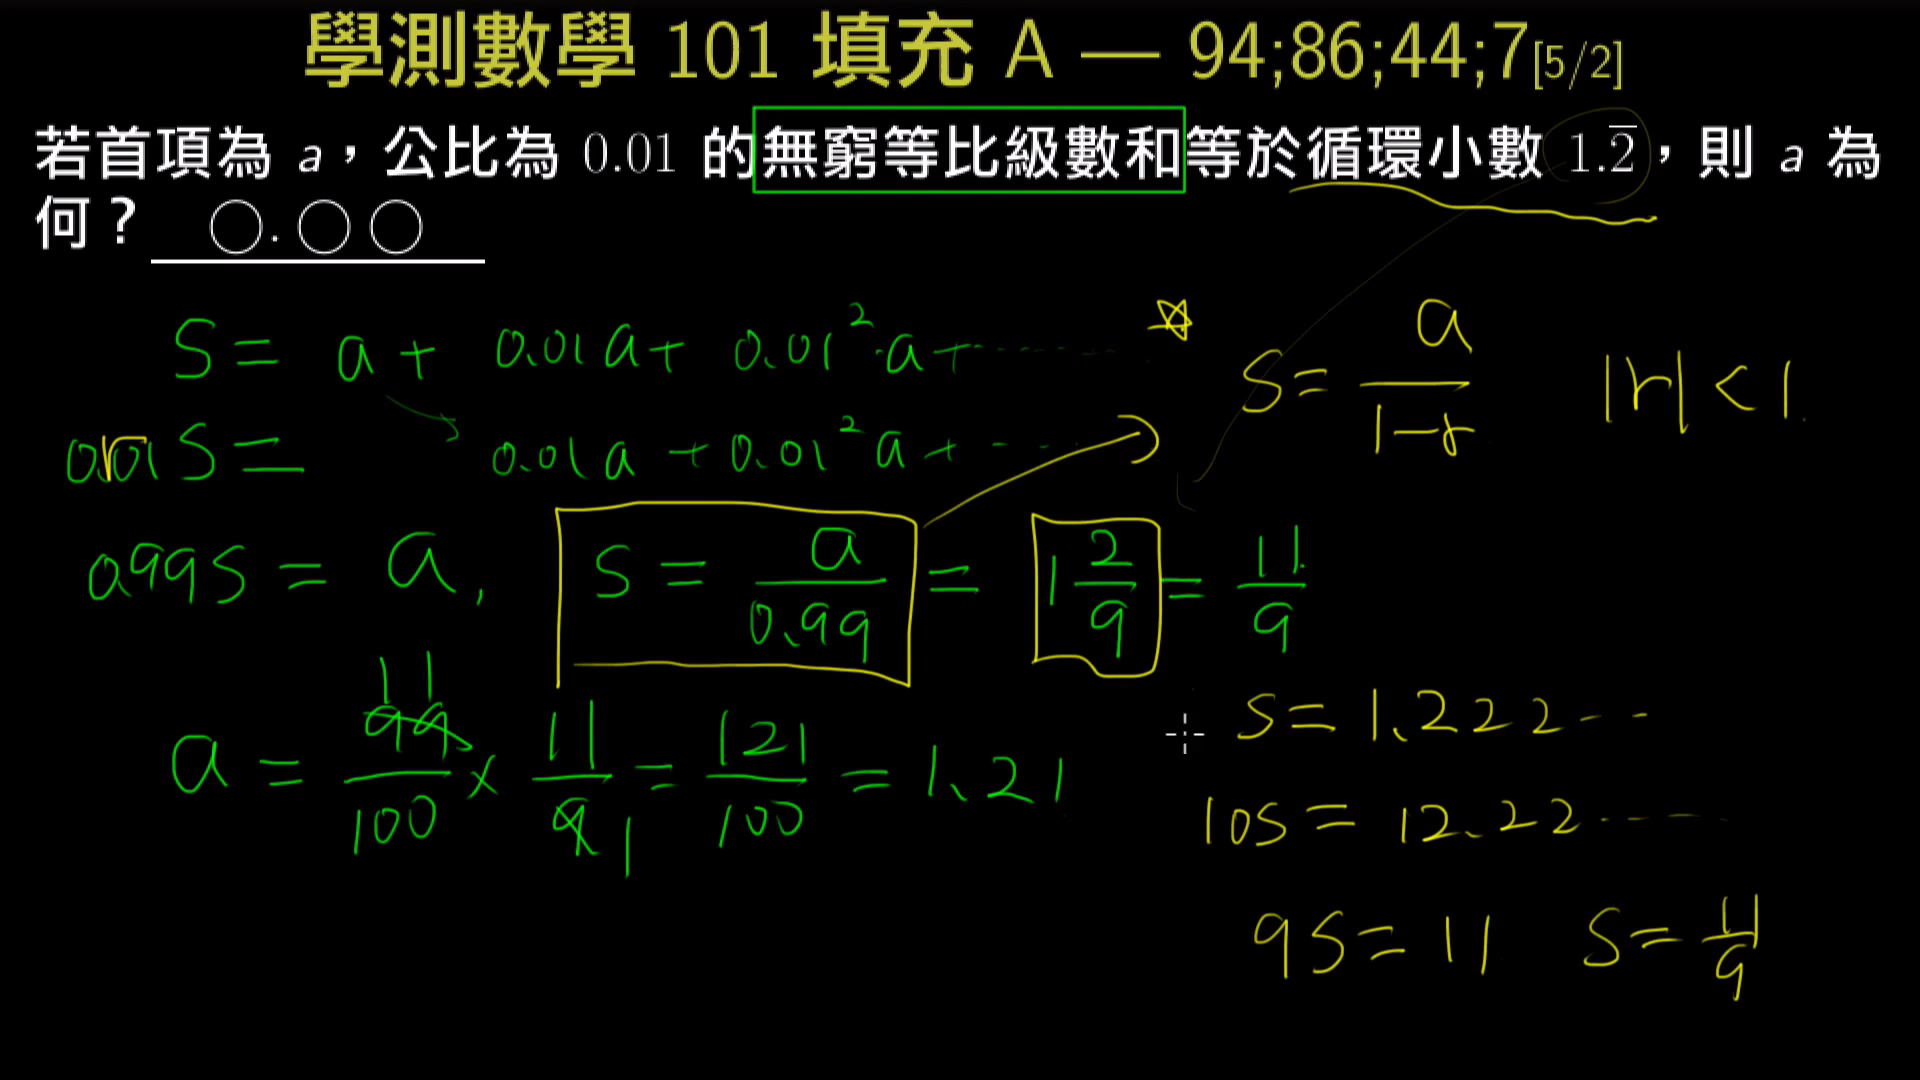 學測數學 101 填充 A — 94;86;44;7[5/2]
若首項為 a，公比為 0.01 的無窮等比級數和等於循環小數 1.2̅，則 a 為
何？ ○.○○
S = a + 0.01a + 0.01²·a + ......
0.01S = 0.01a + 0.01²a + ...
0.99S = a, S = a/0.99 = 1 2/9 = 11/9
a = 99/100 × 11/9 = 121/100 = 1.21
11
1
☆
S = a/(1-r) |r| < 1
S = 1.222...
10S = 12.22......
9S = 11 S = 11/9